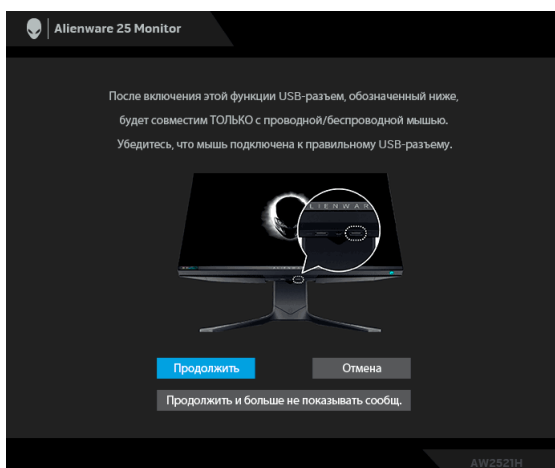 Alienware 25 Monitor
После включения этой функции USB-разъем, обозначенный ниже,
будет совместим ТОЛЬКО с проводной/беспроводной мышью.
Убедитесь, что мышь подключена к правильному USB-разъему.
LIENWAR
Продолжить
Отмена
Продолжить и больше не показывать сообщ.
AW2521H